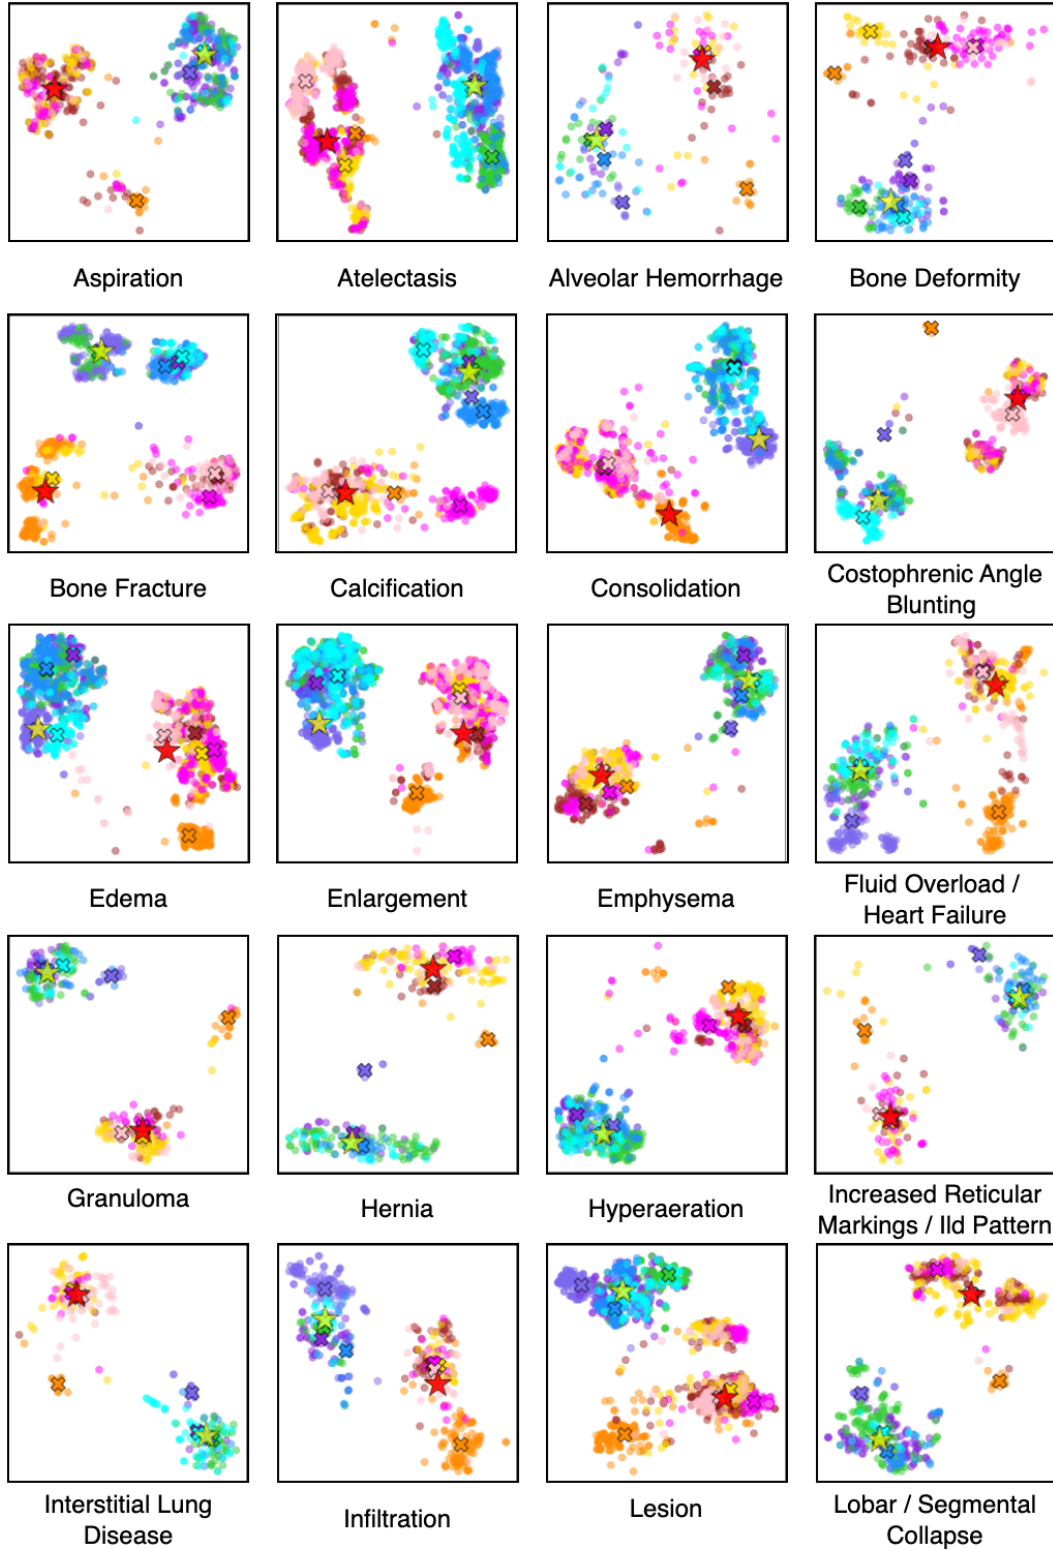 Aspiration
Atelectasis
Alveolar Hemorrhage
Bone Deformity
Bone Fracture
Calcification
Consolidation
Costophrenic Angle
Blunting
Edema
Enlargement
Emphysema
Fluid Overload /
Heart Failure
Granuloma
Hernia
Hyperaeration
Increased Reticular
Markings / Ild Pattern
Interstitial Lung
Disease
Infiltration
Lesion
Lobar / Segmental
Collapse